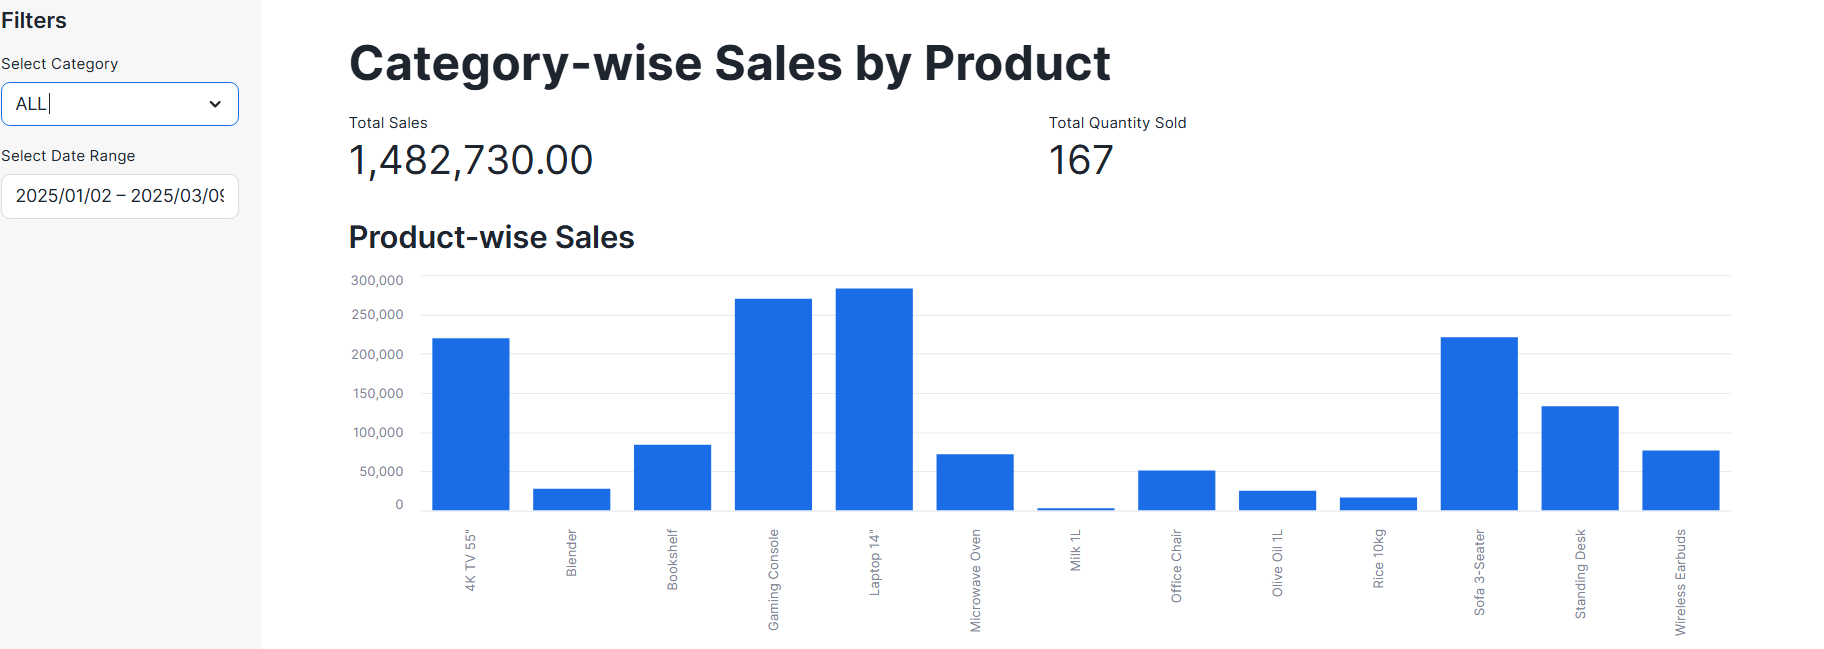 Filters
Select Category
ALL
Select Date Range
2025/01/02 – 2025/03/09
Category-wise Sales by Product
Total Sales
1,482,730.00
Total Quantity Sold
167
Product-wise Sales
300,000
250,000
200,000
150,000
100,000
50,000
0
4K TV 55"
Blender
Bookshelf
Gaming Console
Laptop 14"
Microwave Oven
Milk 1L
Office Chair
Olive Oil 1L
Rice 10kg
Sofa 3-Seater
Standing Desk
Wireless Earbuds